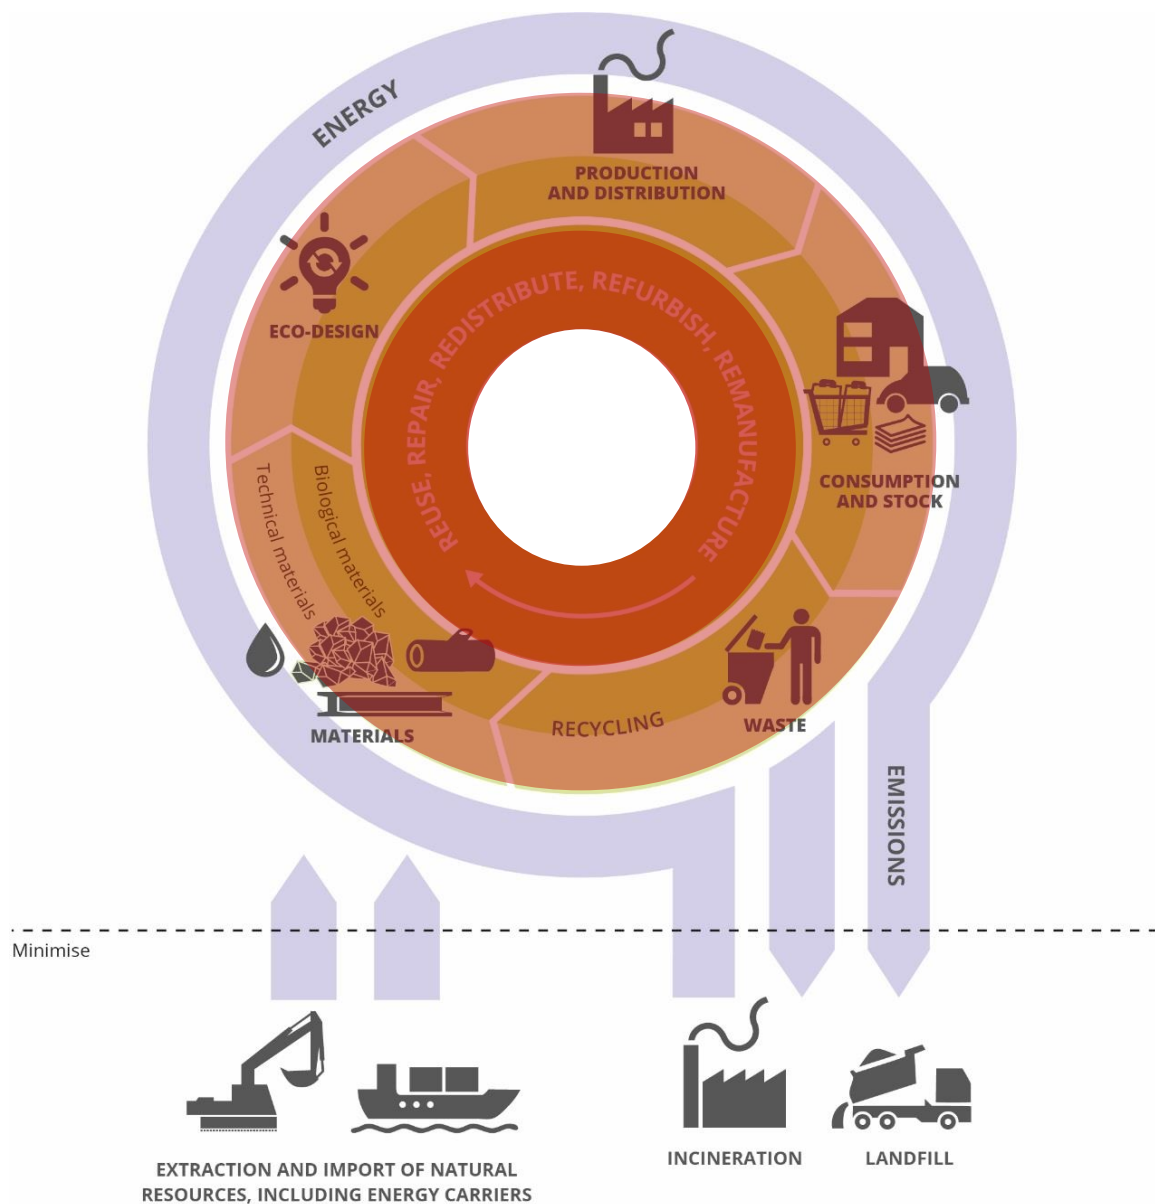 ENERGY
PRODUCTION
AND DISTRIBUTION
ECO-DESIGN
REUSE, REPAIR, REDISTRIBUTE, REFURBISH, REMANUFACTURE
CONSUMPTION
AND STOCK
Technical materials
Biological materials
MATERIALS
RECYCLING
WASTE
EMISSIONS
Minimise
EXTRACTION AND IMPORT OF NATURAL
RESOURCES, INCLUDING ENERGY CARRIERS
INCINERATION
LANDFILL